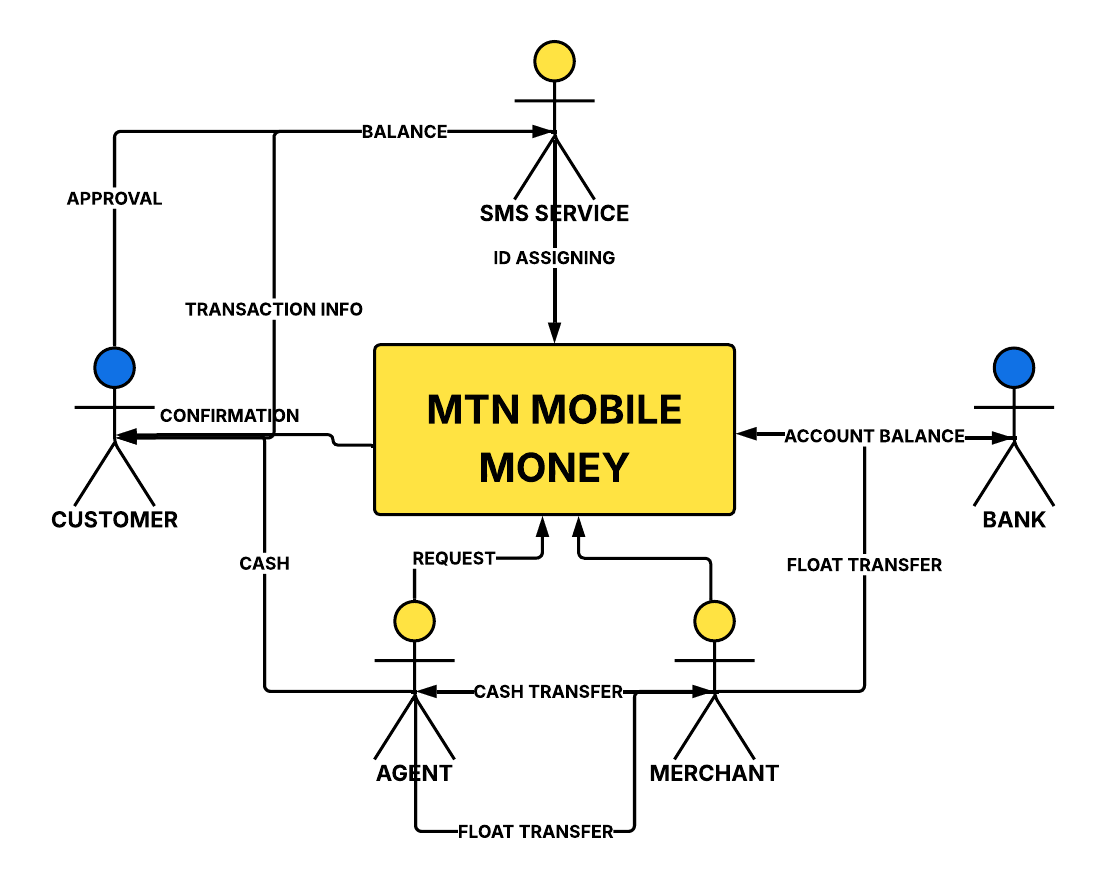 BALANCE
APPROVAL
SMS SERVICE
ID ASSIGNING
TRANSACTION INFO
CONFIRMATION
MTN MOBILE
MONEY
ACCOUNT BALANCE
CUSTOMER
BANK
REQUEST
CASH
FLOAT TRANSFER
CASH TRANSFER
AGENT
MERCHANT
FLOAT TRANSFER